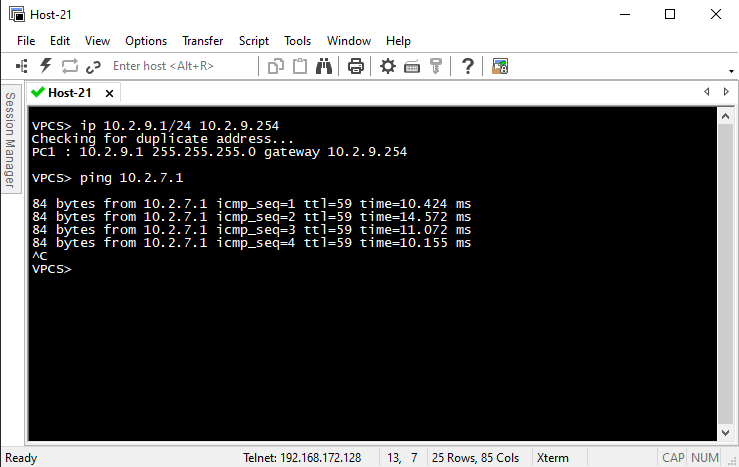 Host-21
File Edit View Options Transfer Script Tools Window Help
Enter host <Alt+R>
Session Manager
Host-21
VPCS> ip 10.2.9.1/24 10.2.9.254
Checking for duplicate address...
PC1 : 10.2.9.1 255.255.255.0 gateway 10.2.9.254
VPCS> ping 10.2.7.1
84 bytes from 10.2.7.1 icmp_seq=1 ttl=59 time=10.424 ms
84 bytes from 10.2.7.1 icmp_seq=2 ttl=59 time=14.572 ms
84 bytes from 10.2.7.1 icmp_seq=3 ttl=59 time=11.072 ms
84 bytes from 10.2.7.1 icmp_seq=4 ttl=59 time=10.155 ms
^C
VPCS>
Ready Telnet: 192.168.172.128 13, 7 25 Rows, 85 Cols Xterm CAP NUM